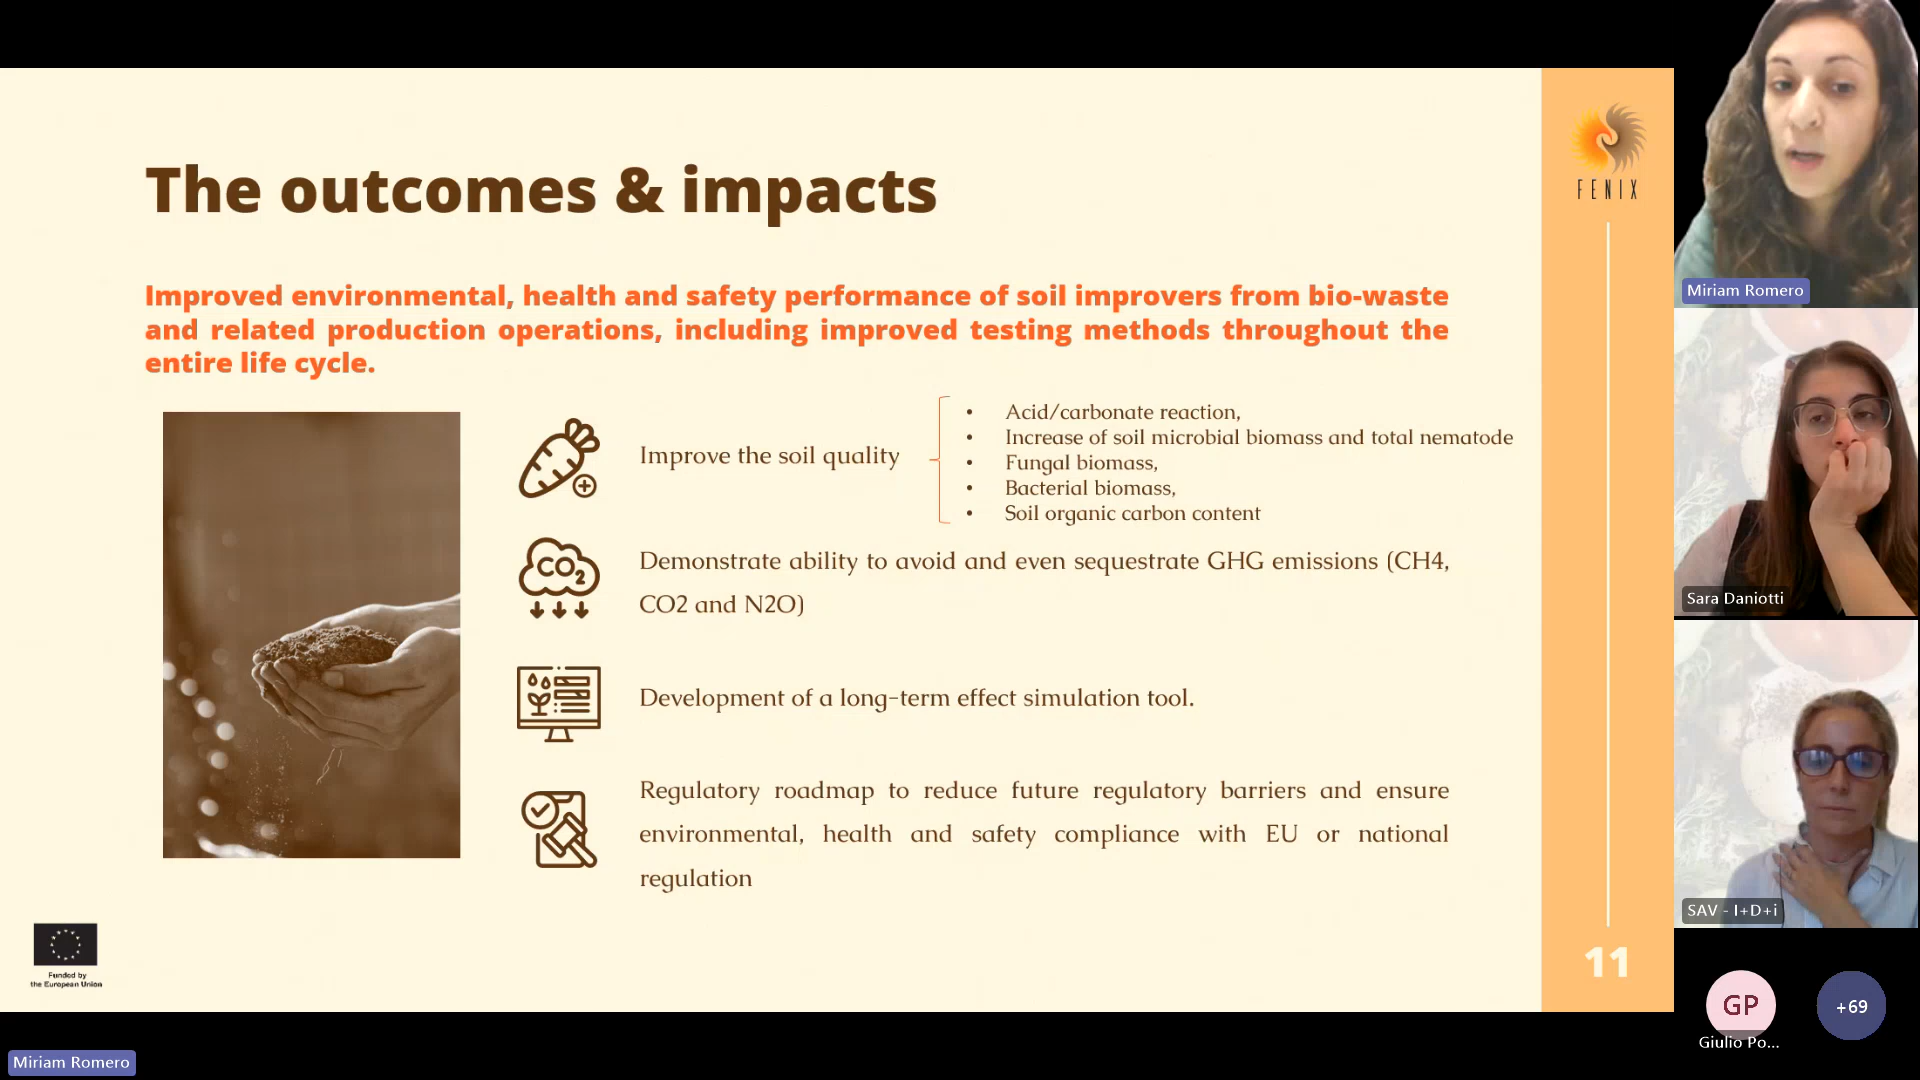 The outcomes & impacts
Improved environmental, health and safety performance of soil improvers from bio-waste
and related production operations, including improved testing methods throughout the
entire life cycle.
Improve the soil quality
• Acid/carbonate reaction,
• Increase of soil microbial biomass and total nematode
• Fungal biomass,
• Bacterial biomass,
• Soil organic carbon content
CO2
Demonstrate ability to avoid and even sequestrate GHG emissions (CH4,
CO2 and N2O)
Development of a long-term effect simulation tool.
Regulatory roadmap to reduce future regulatory barriers and ensure
environmental, health and safety compliance with EU or national
regulation
Funded by
the European Union
FENIX
11
Miriam Romero
Sara Daniotti
SAV - I+D+i
GP
Giulio Po...
+69
Miriam Romero